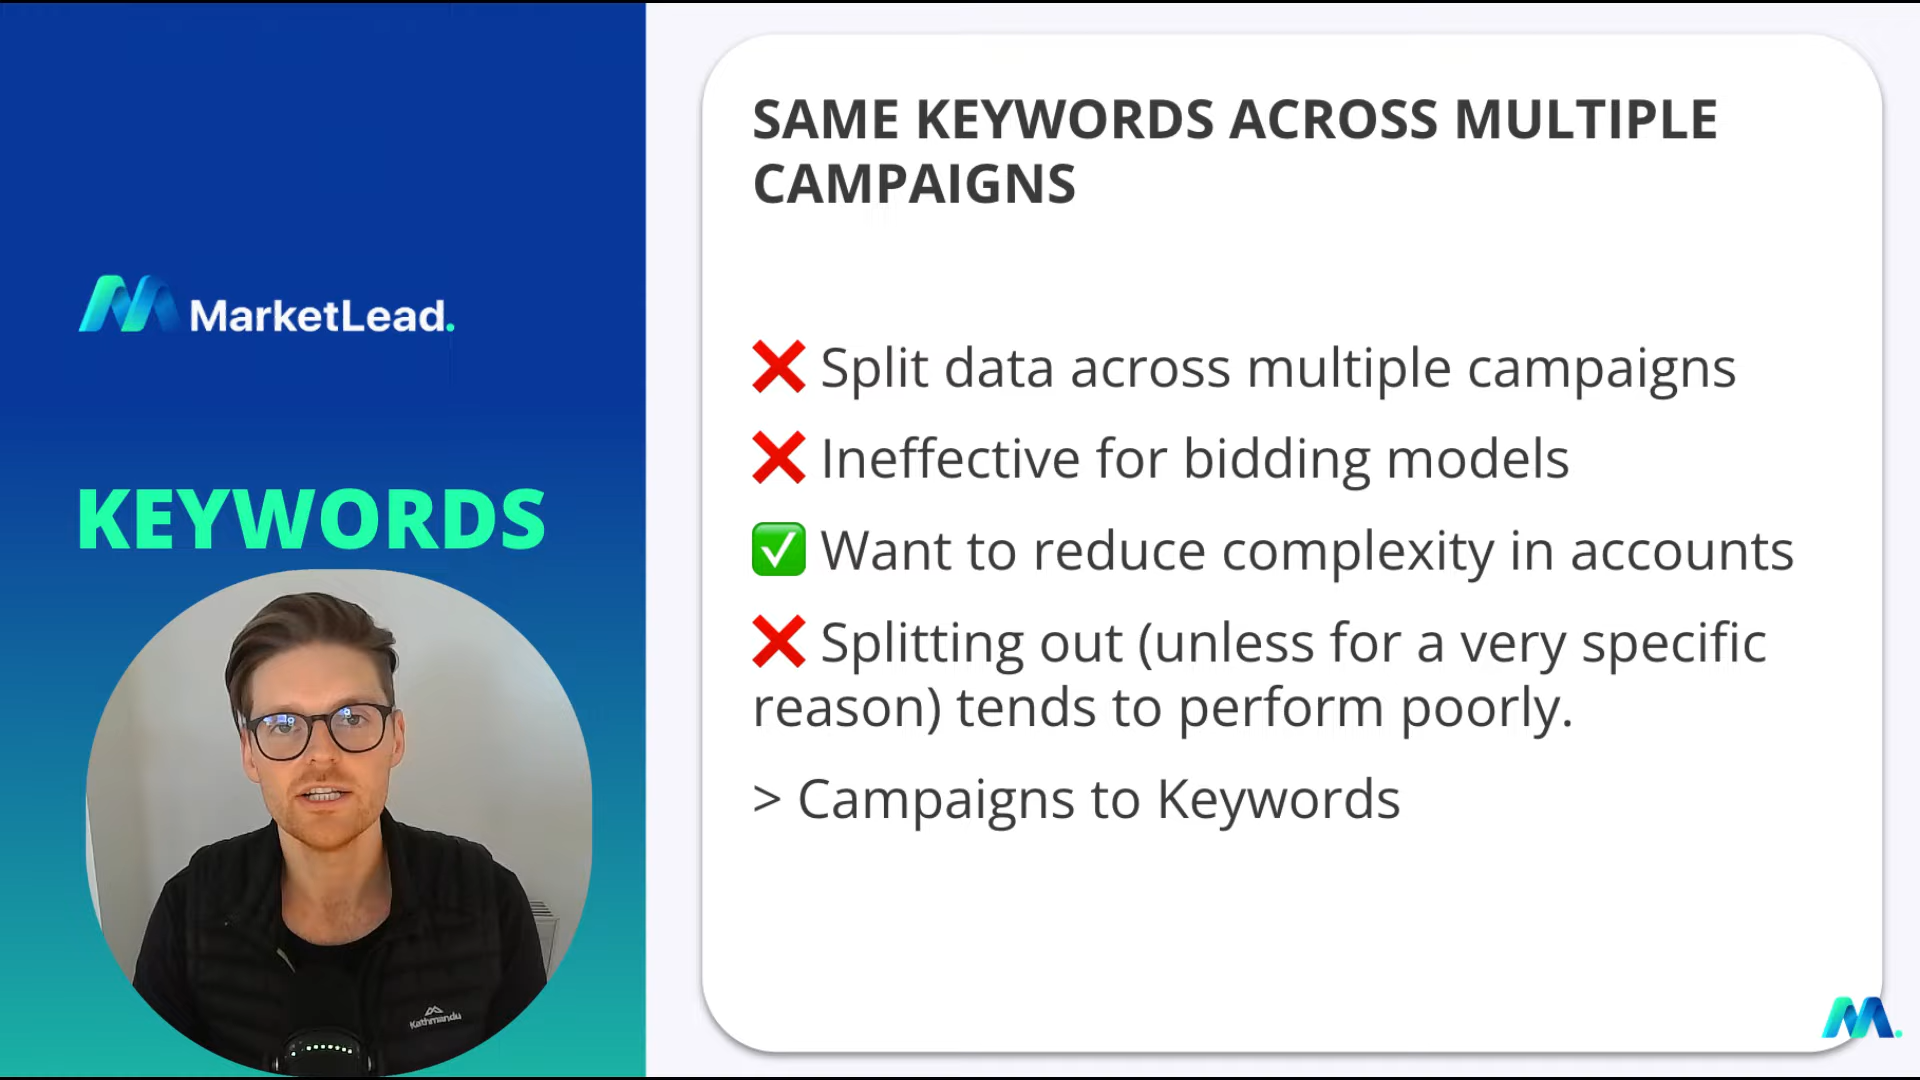 MarketLead.
KEYWORDS
Kathmandu
SAME KEYWORDS ACROSS MULTIPLE
CAMPAIGNS
❌ Split data across multiple campaigns
❌ Ineffective for bidding models
✅ Want to reduce complexity in accounts
❌ Splitting out (unless for a very specific
reason) tends to perform poorly.
> Campaigns to Keywords